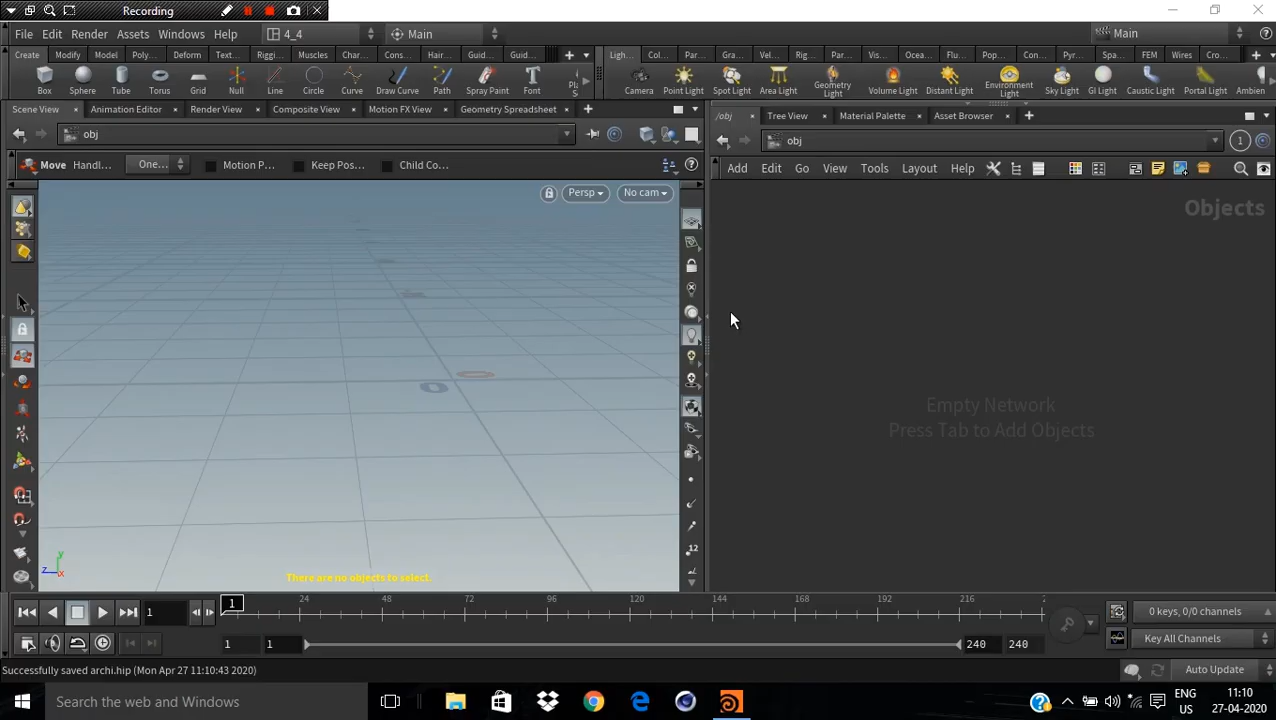 Recording
File Edit Render Assets Windows Help 4_4 Main Main
Create Modify Model Poly... Deform Text... Riggi... Muscles Char... Cons... Hair... Guid... Guid... Ligh... Col... Par... Gra... Vel... Rig... Par... Vis... Ocea... Flu... Pop... Con... Pyr... Spa... FEM Wires Cro...
Box Sphere Tube Torus Grid Null Line Circle Curve Draw Curve Path Spray Paint Font Pl S Camera Point Light Spot Light Area Light Geometry Light Volume Light Distant Light Environment Light Sky Light GI Light Caustic Light Portal Light Ambien
Scene View Animation Editor Render View Composite View Motion FX View Geometry Spreadsheet /obj Tree View Material Palette Asset Browser
obj obj 1
Move Handl... One... Motion P... Keep Pos... Child Co... Add Edit Go View Tools Layout Help
Persp No cam
Objects
0 0
12
Empty Network
Press Tab to Add Objects
z x y
There are no objects to select.
1 1 24 48 72 96 120 144 168 192 216 2 0 keys, 0/0 channels
1 1 240 240 Key All Channels
Successfully saved archi.hip (Mon Apr 27 11:10:43 2020) Auto Update
Search the web and Windows ENG US 11:10 27-04-2020